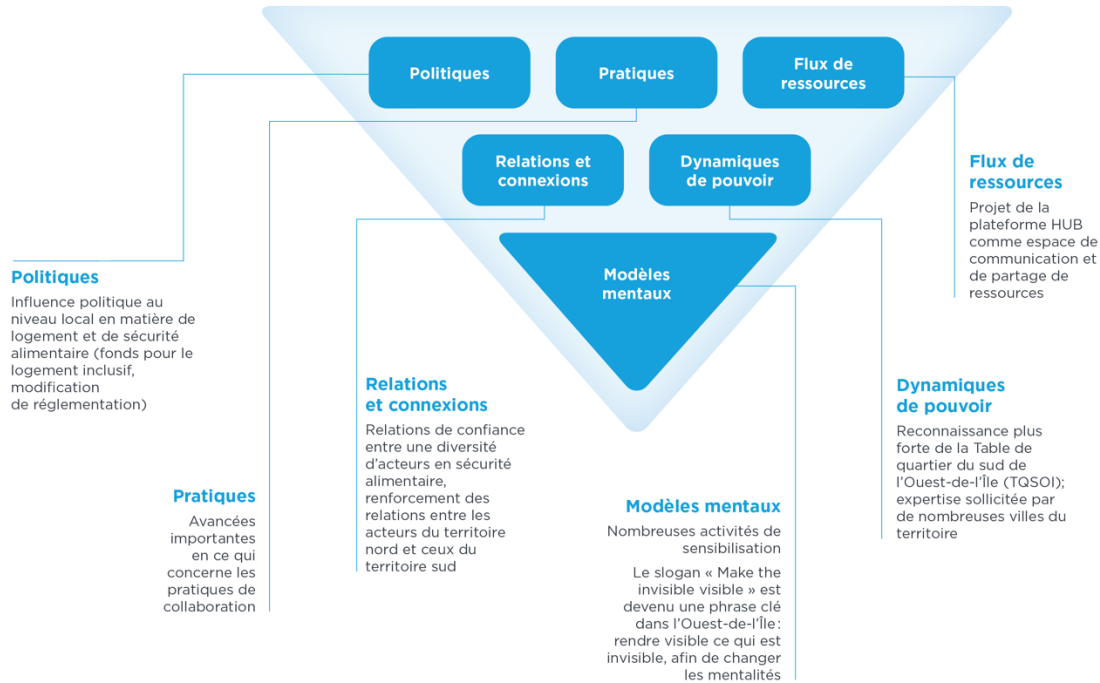 Politiques
Pratiques
Flux de
ressources
Relations et
connexions
Dynamiques
de pouvoir
Modèles
mentaux
Flux de
ressources
Projet de la
plateforme HUB
comme espace de
communication et
de partage de
ressources
Politiques
Influence politique au
niveau local en matière de
logement et de sécurité
alimentaire (fonds pour le
logement inclusif,
modification
de réglementation)
Relations
et connexions
Relations de confiance
entre une diversité
d’acteurs en sécurité
alimentaire,
renforcement des
relations entre les
acteurs du territoire
nord et ceux du
territoire sud
Dynamiques
de pouvoir
Reconnaissance plus
forte de la Table de
quartier du sud de
l’Ouest-de-l’Île (TQSOI);
expertise sollicitée par
de nombreuses villes du
territoire
Pratiques
Avancées
importantes
en ce qui
concerne les
pratiques de
collaboration
Modèles mentaux
Nombreuses activités de
sensibilisation
Le slogan « Make the
invisible visible » est
devenu une phrase clé
dans l’Ouest-de-l’Île :
rendre visible ce qui est
invisible, afin de changer
les mentalités